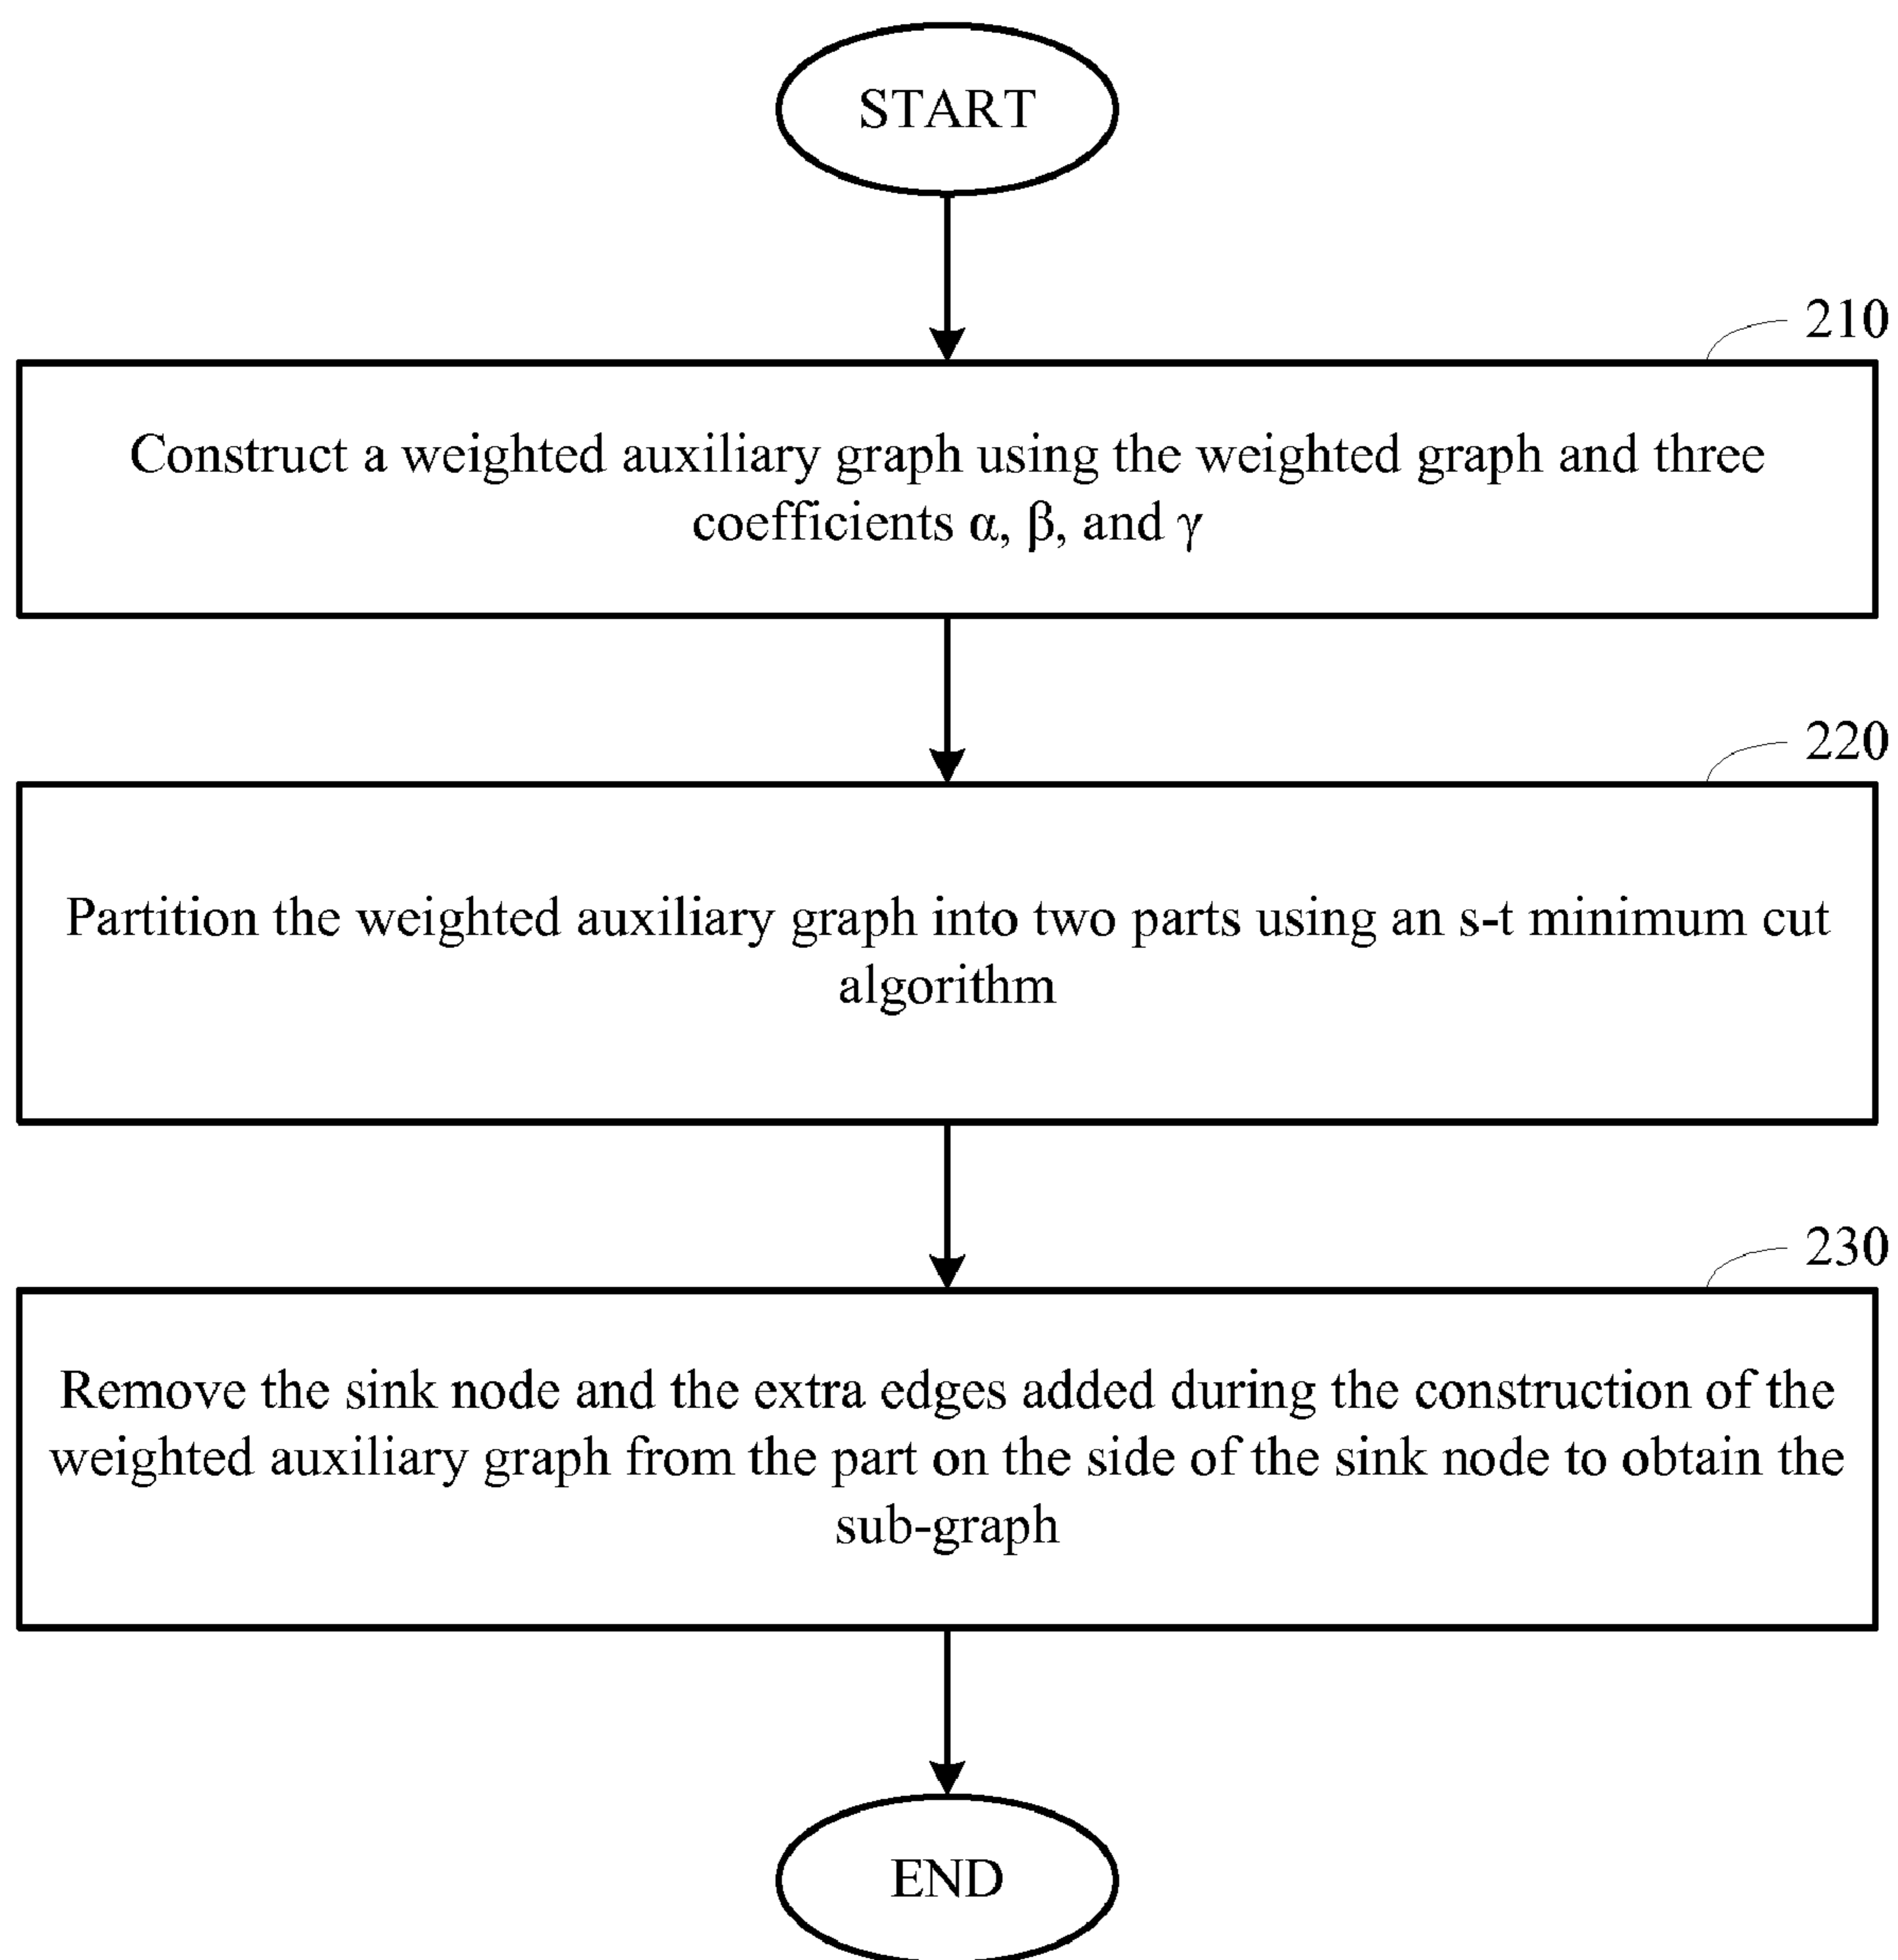 START
210
Construct a weighted auxiliary graph using the weighted graph and three
coefficients α, β, and γ
220
Partition the weighted auxiliary graph into two parts using an s-t minimum cut
algorithm
230
Remove the sink node and the extra edges added during the construction of the
weighted auxiliary graph from the part on the side of the sink node to obtain the
sub-graph
END